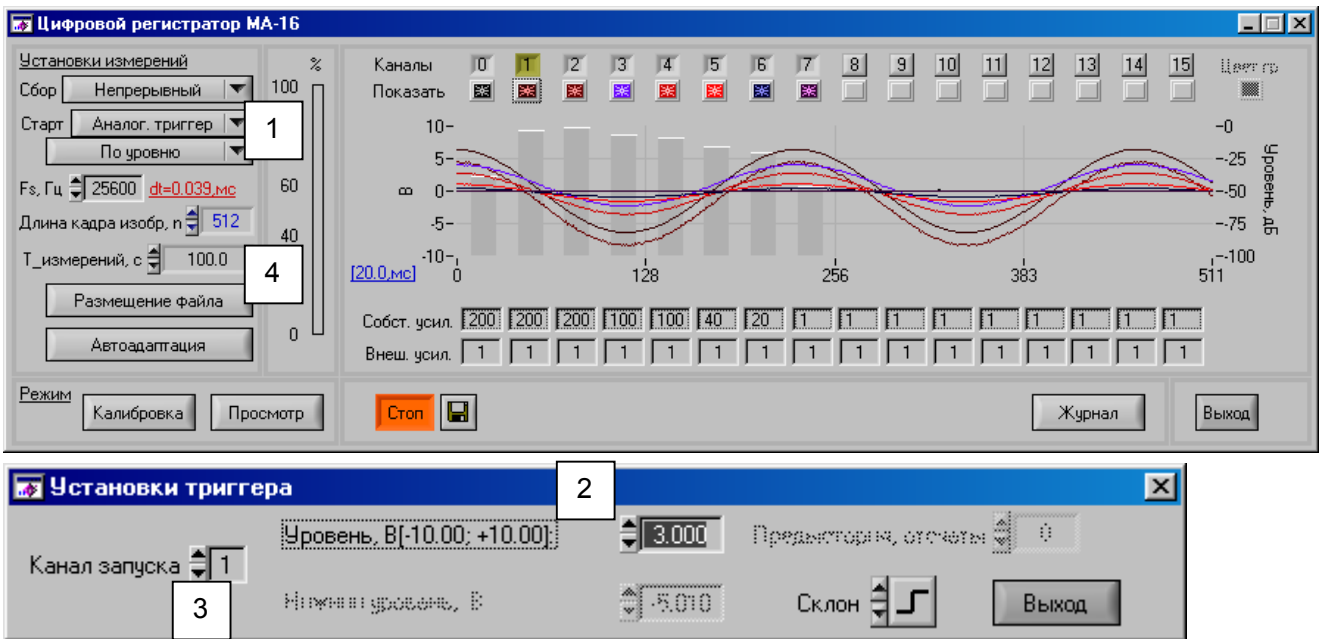 Цифровой регистратор МА-16
Установки измерений
Сбор Непрерывный
Старт Аналог. триггер
По уровню
Fs, Гц 25600 dt=0.039,мс
Длина кадра изобр, n 512
Т_измерений, с 100.0
Размещение файла
Автоадаптация
1
4
%
100
60
40
0
Каналы 0 1 2 3 4 5 6 7 8 9 10 11 12 13 14 15 Цвет гр
Показать
10 5 0 -5 -10
В
-0 -25 -50 -75 -100
Уровень, дБ
[20.0,мс] 0 128 256 383 511
Собст. усил. 200 200 200 100 100 40 20 1 1 1 1 1 1 1 1 1
Внеш. усил. 1 1 1 1 1 1 1 1 1 1 1 1 1 1 1 1
Режим Калибровка Просмотр Стоп Журнал Выход
Установки триггера
2
Уровень, В[-10.00; +10.00]: 3.000 Предыстория, отсчеты 0
Канал запуска 1
3
Нижний уровень, В -5.010 Склон Выход